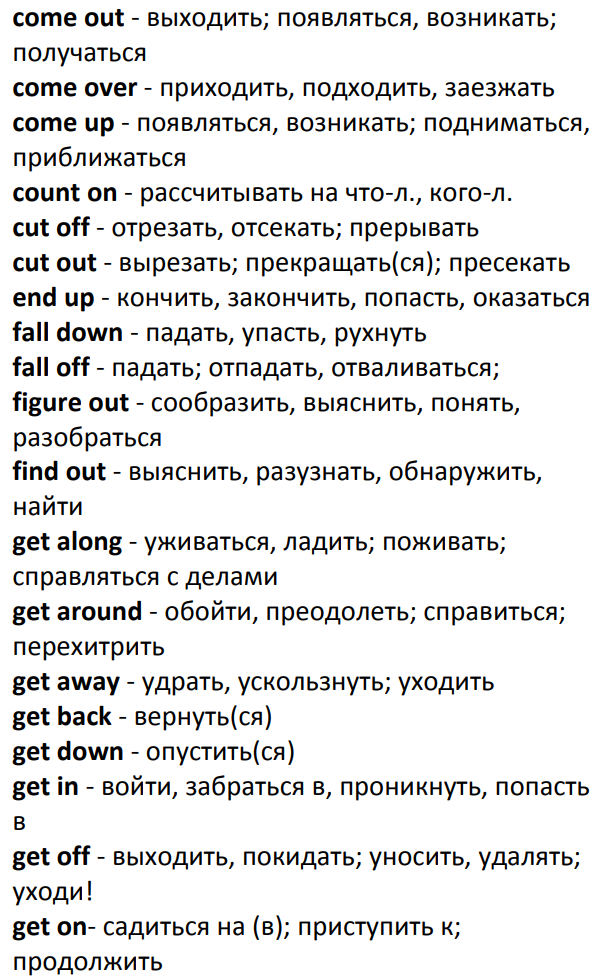 come out - выходить; появляться, возникать;
получаться
come over - приходить, подходить, заезжать
come up - появляться, возникать; подниматься,
приближаться
count on - рассчитывать на что-л., кого-л.
cut off - отрезать, отсекать; прерывать
cut out - вырезать; прекращать(ся); пресекать
end up - кончить, закончить, попасть, оказаться
fall down - падать, упасть, рухнуть
fall off - падать; отпадать, отваливаться;
figure out - сообразить, выяснить, понять,
разобраться
find out - выяснить, разузнать, обнаружить,
найти
get along - уживаться, ладить; поживать;
справляться с делами
get around - обойти, преодолеть; справиться;
перехитрить
get away - удрать, ускользнуть; уходить
get back - вернуть(ся)
get down - опустить(ся)
get in - войти, забраться в, проникнуть, попасть
в
get off - выходить, покидать; уносить, удалять;
уходи!
get on- садиться на (в); приступить к;
продолжить